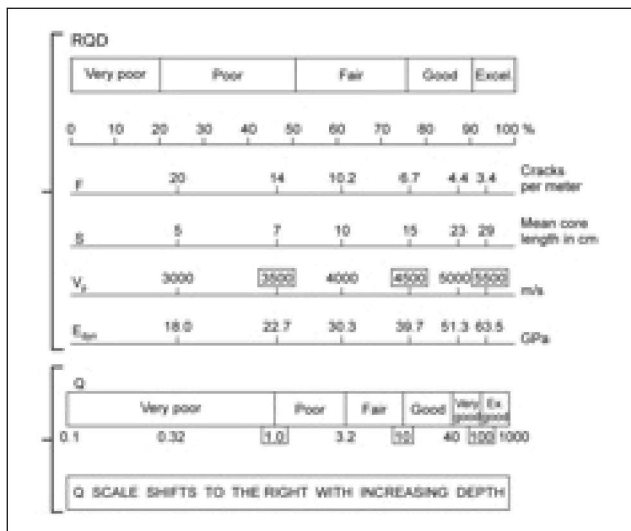 RQD
Very poor Poor Fair Good Excel.
0 10 20 30 40 50 60 70 80 90 100 %
F 20 14 10.2 6.7 4.4 3.4 Cracks per meter
S 5 7 10 15 23 29 Mean core length in cm
Vp 3000 3500 4000 4500 5000 5500 m/s
Edyn 18.0 22.7 30.3 39.7 51.3 63.5 GPa
Q
Very poor Poor Fair Good Very good Ex. good
0.1 0.32 1.0 3.2 10 40 100 1000
Q SCALE SHIFTS TO THE RIGHT WITH INCREASING DEPTH